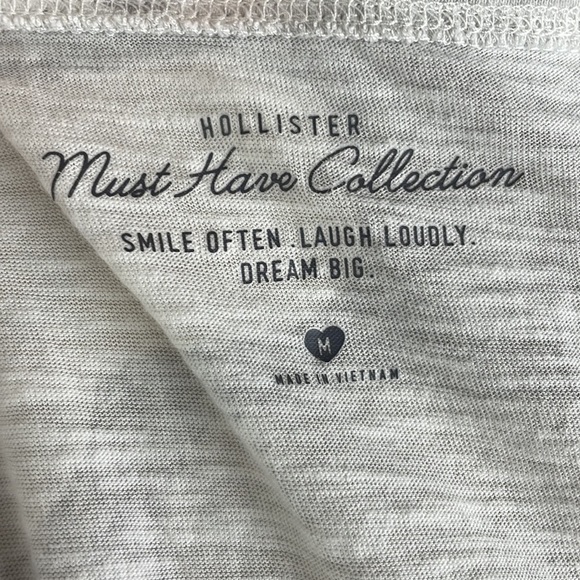 HOLLISTER
Must Have Collection
SMILE OFTEN .LAUGH LOUDLY.
DREAM BIG.
M
MADE IN VIETNAM